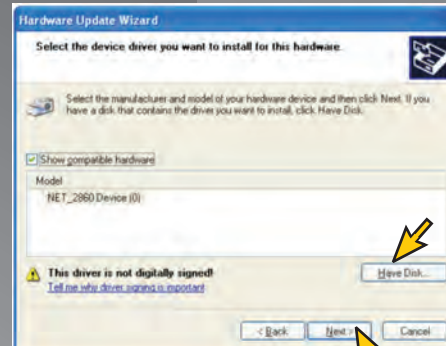 Hardware Update Wizard
Select the device driver you want to install for this hardware.
Select the manufacturer and model of your hardware device and then click Next. If you
have a disk that contains the driver you want to install, click Have Disk.
Show compatible hardware
Model
NET_2860 Device (0)
This driver is not digitally signed!
Have Disk...
Tell me why driver signing is important
< Back
Next >
Cancel